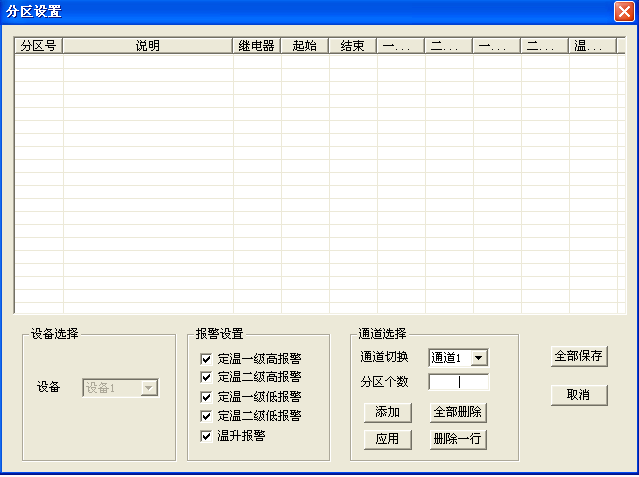 分区设置
分区号 说明 继电器 起始 结束 一... 二... 一... 二... 温...
设备选择 报警设置 通道选择
设备 设备1
定温一级高报警
定温二级高报警
定温一级低报警
定温二级低报警
温升报警
通道切换 通道1
分区个数
添加 全部删除
应用 删除一行
全部保存
取消